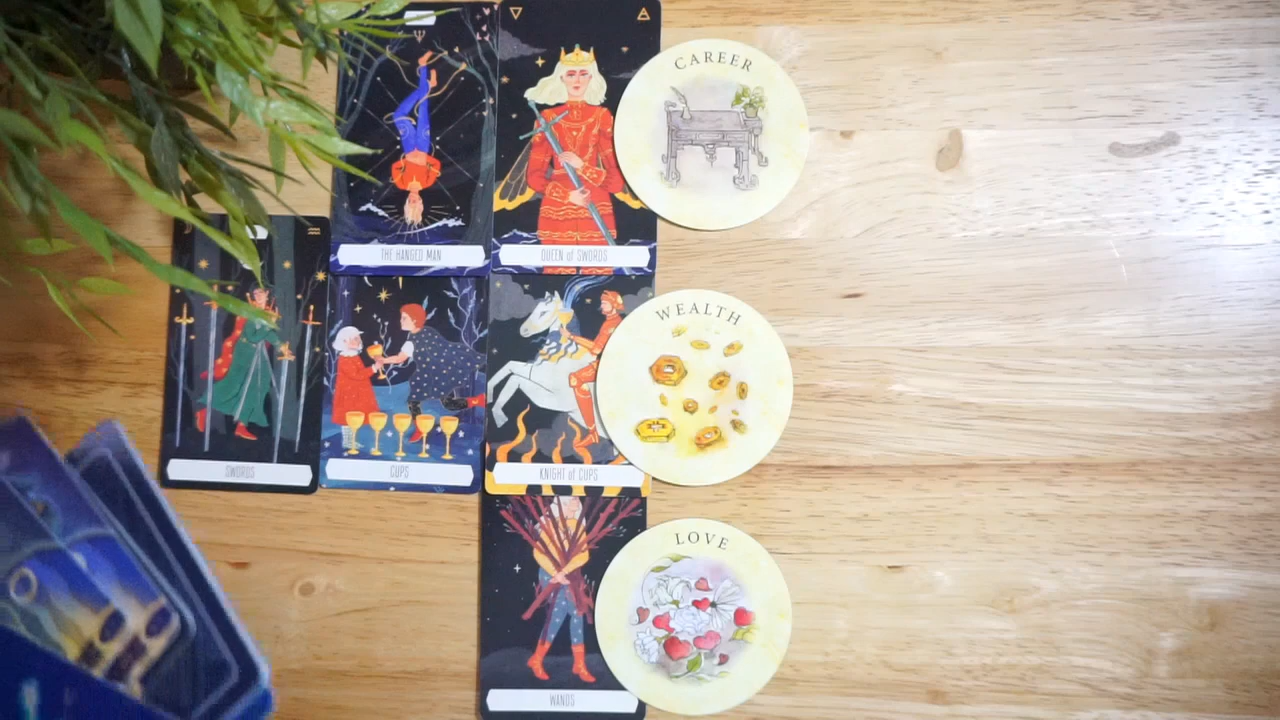 CAREER
THE HANGED MAN
QUEEN of SWORDS
WEALTH
SWORDS
CUPS
KNIGHT of CUPS
LOVE
WANDS